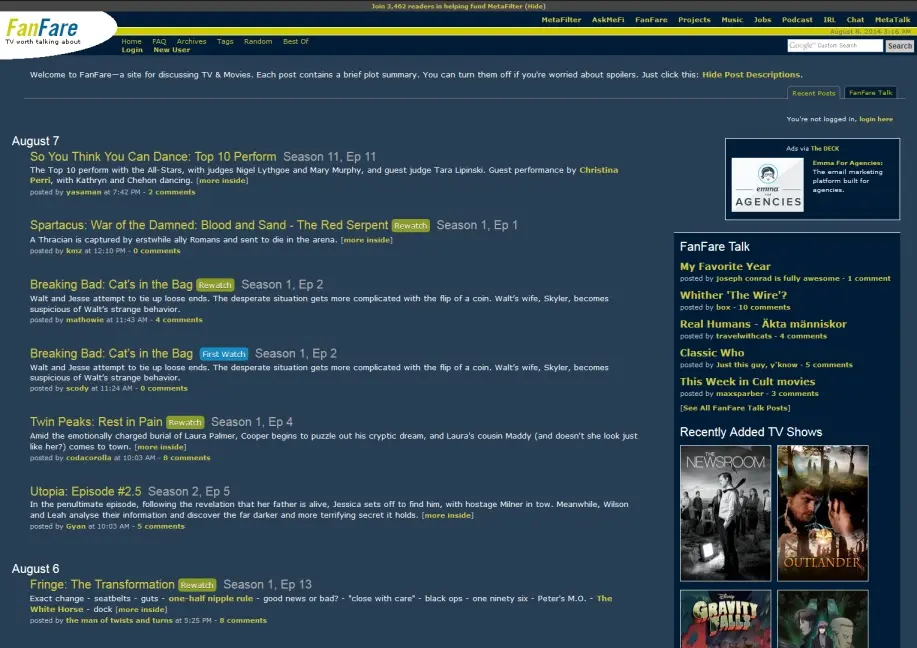 Join 3,462 readers in helping fund MetaFilter (Hide)
MetaFilter AskMeFi FanFare Projects Music Jobs Podcast IRL Chat MetaTalk
August 8, 2014 3:16 AM
FanFare
TV worth talking about
Home FAQ Archives Tags Random Best Of
Login New User
Google™ Custom Search Search
Welcome to FanFare—a site for discussing TV & Movies. Each post contains a brief plot summary. You can turn them off if you're worried about spoilers. Just click this: Hide Post Descriptions.
Recent Posts FanFare Talk
You're not logged in, login here
August 7
So You Think You Can Dance: Top 10 Perform Season 11, Ep 11
The Top 10 perform with the All-Stars, with judges Nigel Lythgoe and Mary Murphy, and guest judge Tara Lipinski. Guest performance by Christina
Perri, with Kathryn and Chehon dancing. [more inside]
posted by yasaman at 7:42 PM - 2 comments
Spartacus: War of the Damned: Blood and Sand - The Red Serpent Rewatch Season 1, Ep 1
A Thracian is captured by erstwhile ally Romans and sent to die in the arena. [more inside]
posted by kmz at 12:10 PM - 0 comments
Breaking Bad: Cat's in the Bag Rewatch Season 1, Ep 2
Walt and Jesse attempt to tie up loose ends. The desperate situation gets more complicated with the flip of a coin. Walt's wife, Skyler, becomes
suspicious of Walt's strange behavior.
posted by mathowie at 11:43 AM - 4 comments
Breaking Bad: Cat's in the Bag First Watch Season 1, Ep 2
Walt and Jesse attempt to tie up loose ends. The desperate situation gets more complicated with the flip of a coin. Walt's wife, Skyler, becomes
suspicious of Walt's strange behavior.
posted by scody at 11:24 AM - 0 comments
Twin Peaks: Rest in Pain Rewatch Season 1, Ep 4
Amid the emotionally charged burial of Laura Palmer, Cooper begins to puzzle out his cryptic dream, and Laura's cousin Maddy (and doesn't she look just
like her?) comes to town. [more inside]
posted by codacorolla at 10:03 AM - 8 comments
Utopia: Episode #2.5 Season 2, Ep 5
In the penultimate episode, following the revelation that her father is alive, Jessica sets off to find him, with hostage Milner in tow. Meanwhile, Wilson
and Leah analyse their information and discover the far darker and more terrifying secret it holds. [more inside]
posted by Gyan at 10:03 AM - 5 comments
August 6
Fringe: The Transformation Rewatch Season 1, Ep 13
Exact change - seatbelts - guts - one-half nipple rule - good news or bad? - "close with care" - black ops - one ninety six - Peter's M.O. - The
White Horse - dock [more inside]
posted by the man of twists and turns at 5:25 PM - 8 comments
Ads via The DECK
emma
FOR
AGENCIES
Emma For Agencies:
The email marketing
platform built for
agencies.
FanFare Talk
My Favorite Year
posted by joseph conrad is fully awesome - 1 comment
Whither 'The Wire'?
posted by box - 10 comments
Real Humans - Äkta människor
posted by travelwithcats - 4 comments
Classic Who
posted by Just this guy, y'know - 5 comments
This Week in Cult movies
posted by maxsparber - 3 comments
[See All FanFare Talk Posts]
Recently Added TV Shows
THE NEWSROOM
OUTLANDER
Disney
GRAVITY
FALLS